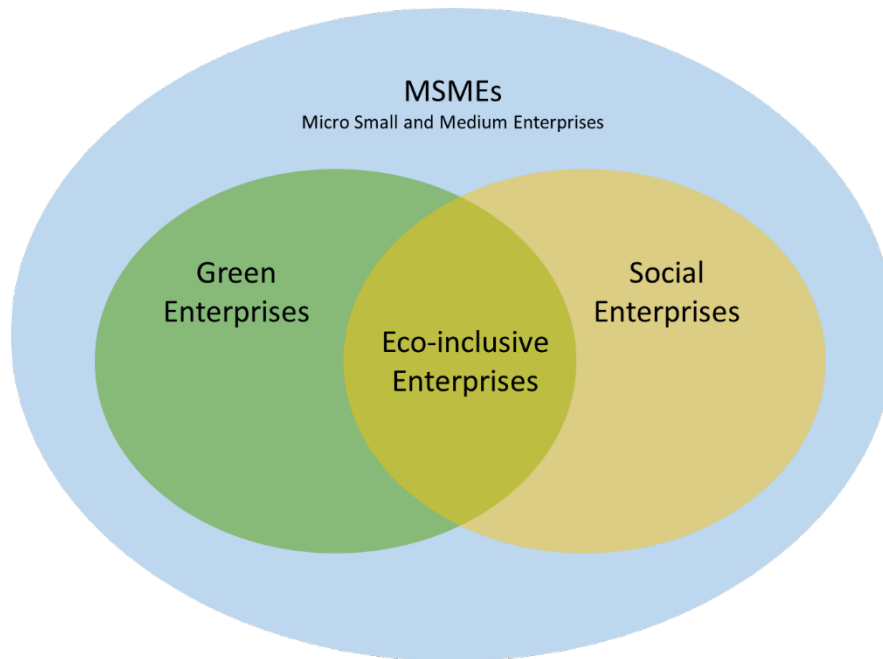 MSMEs
Micro Small and Medium Enterprises
Green
Enterprises
Social
Enterprises
Eco-inclusive
Enterprises